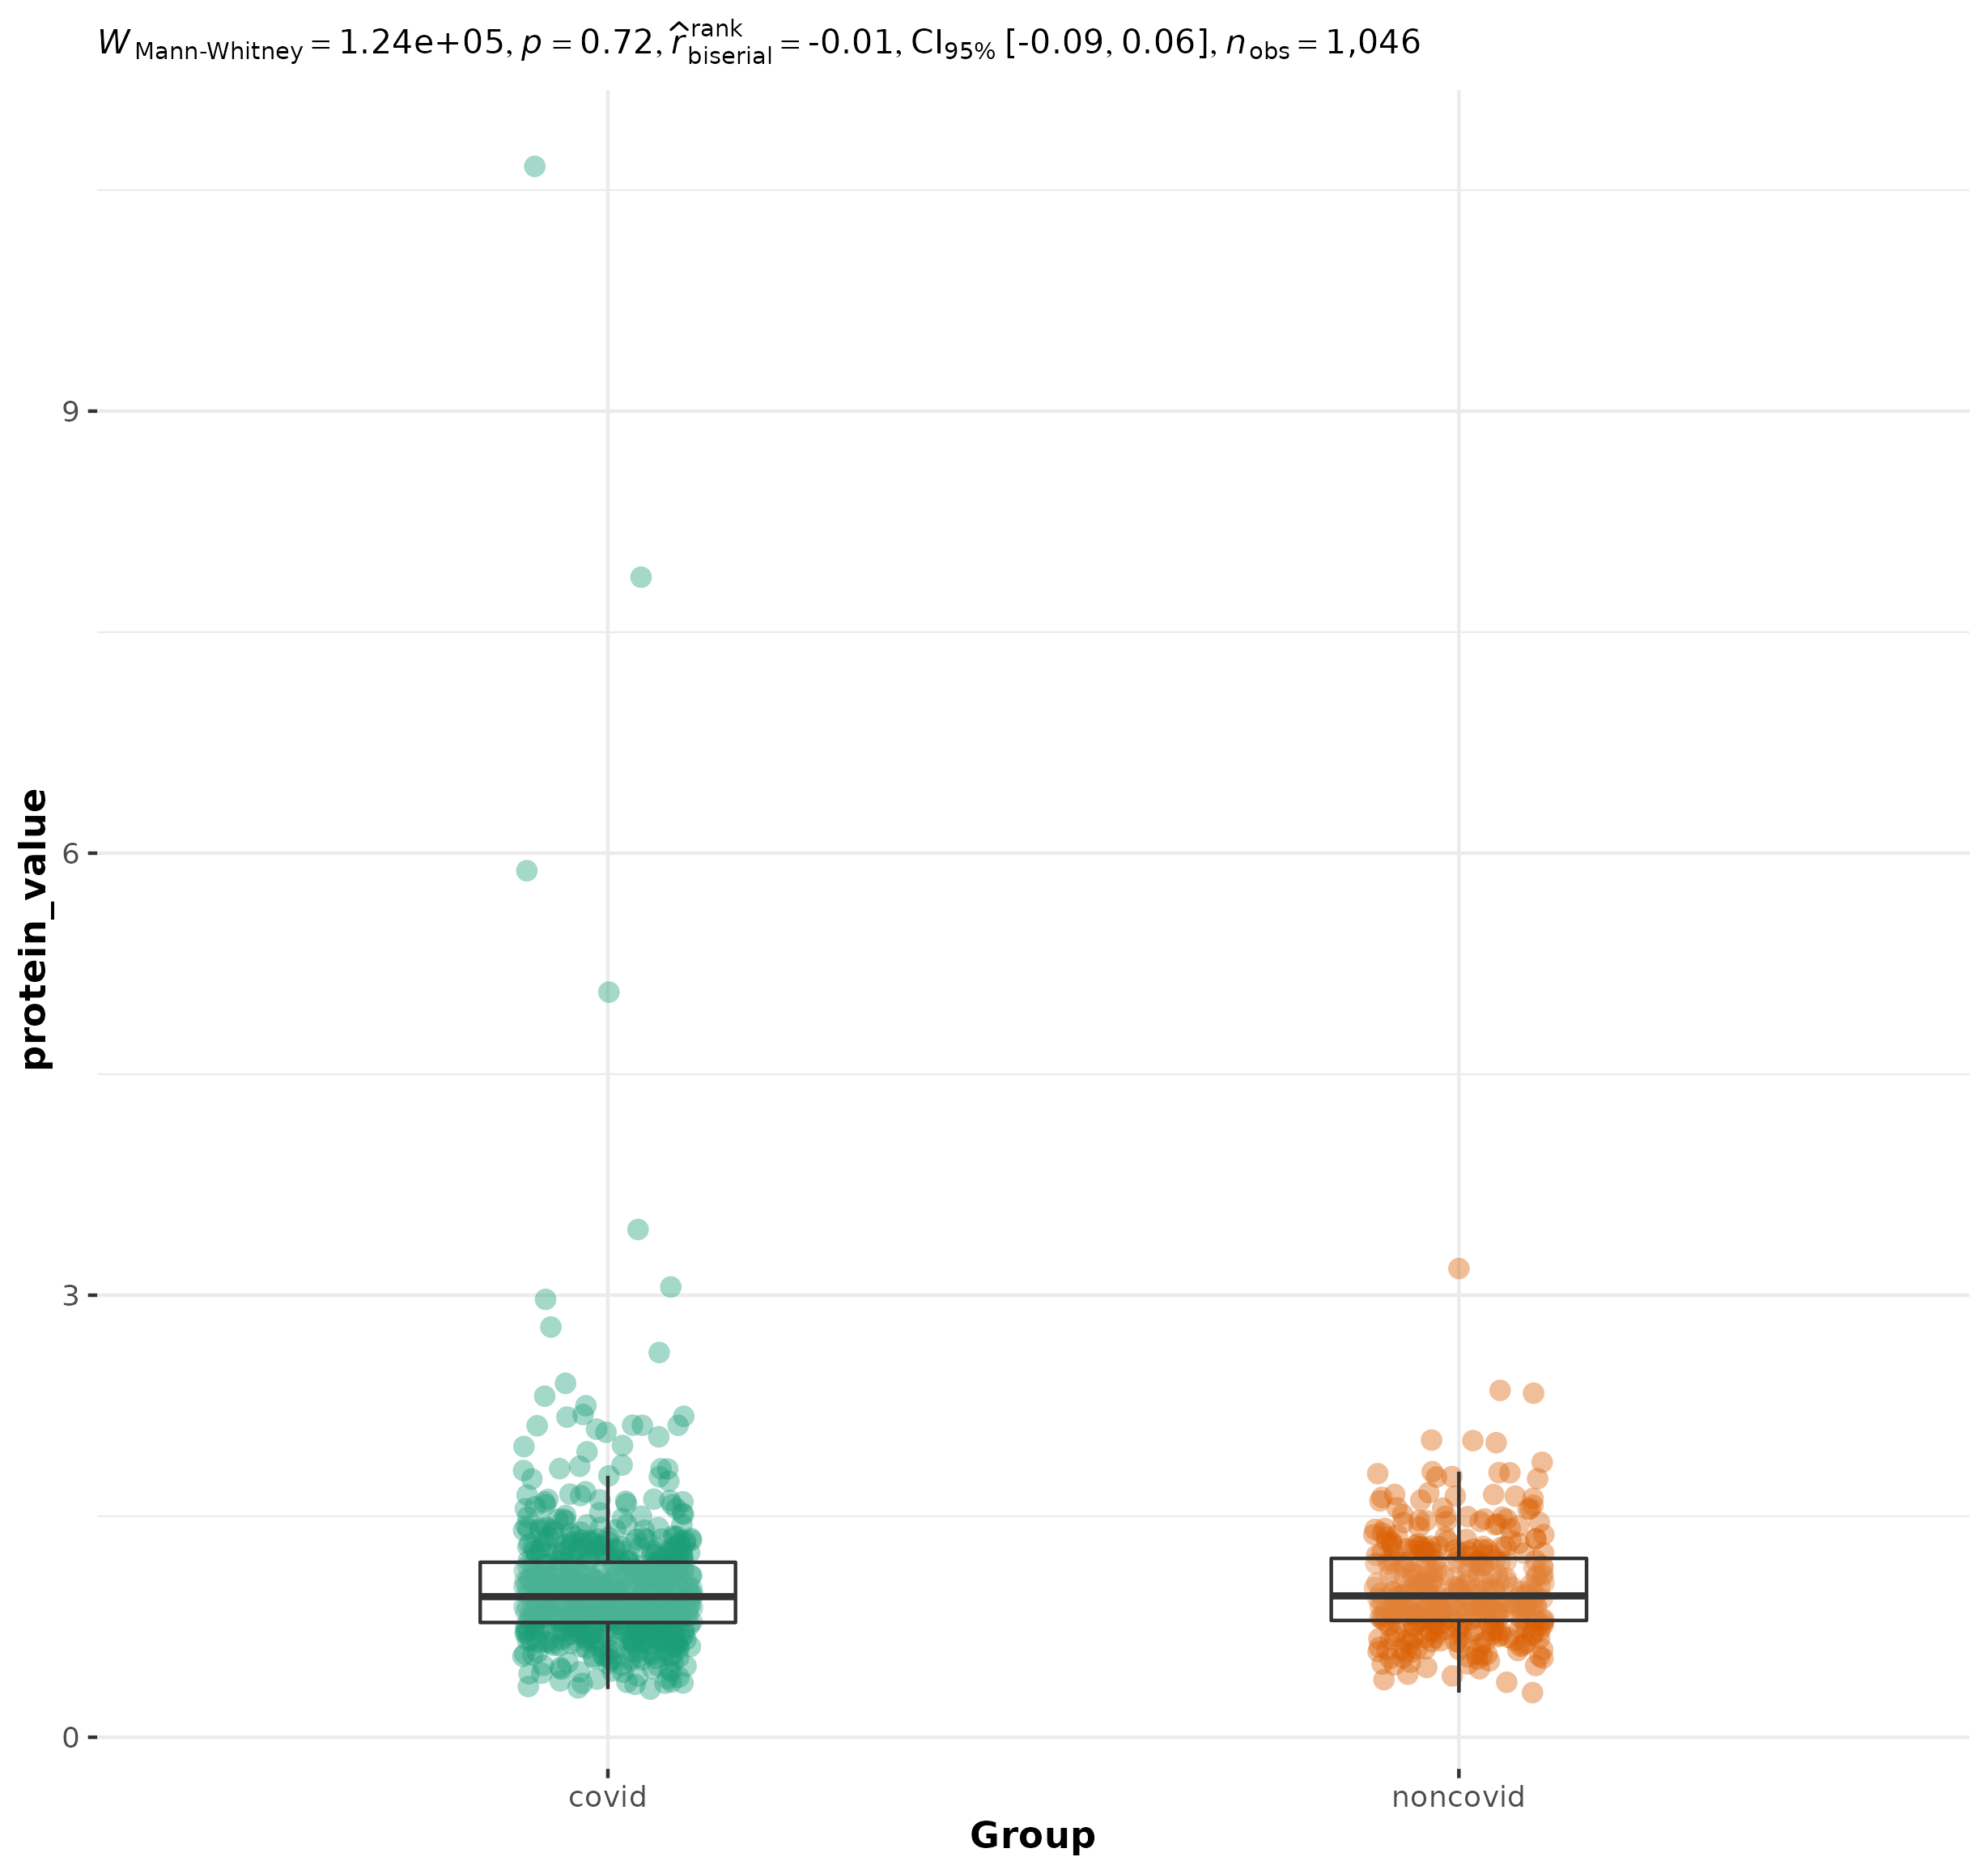 W Mann-Whitney = 1.24e+05, p = 0.72, r̂ rank biserial = -0.01, CI95% [-0.09, 0.06], nobs = 1,046
9
6
3
0
protein_value
covid noncovid
Group